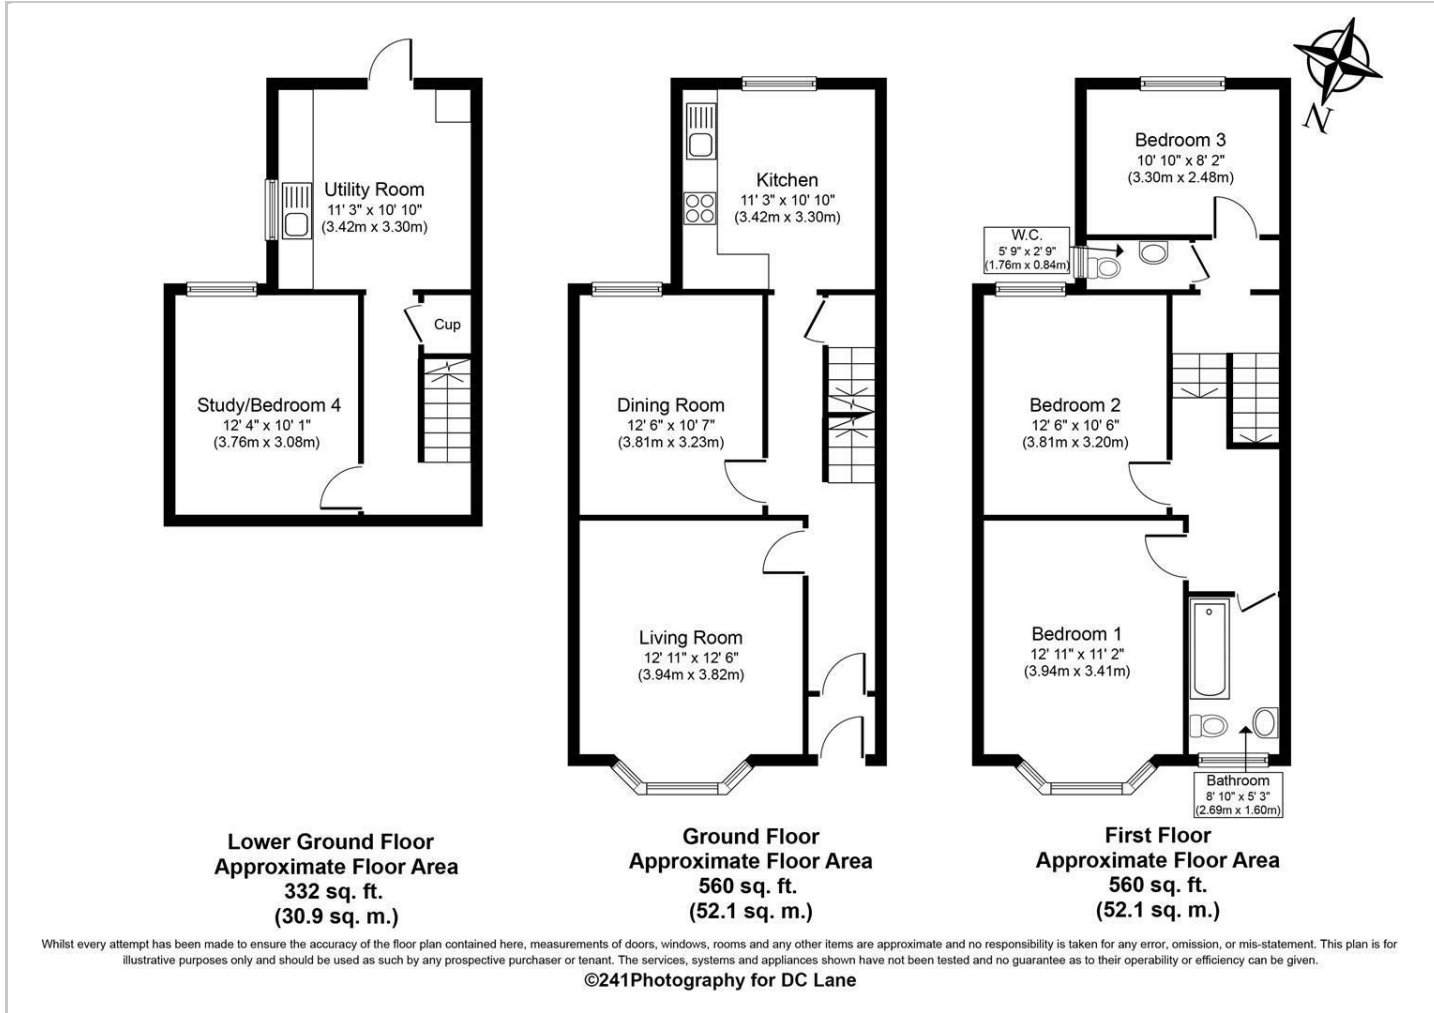 N
Utility Room
11' 3" x 10' 10"
(3.42m x 3.30m)
Study/Bedroom 4
12' 4" x 10' 1"
(3.76m x 3.08m)
Cup
Lower Ground Floor
Approximate Floor Area
332 sq. ft.
(30.9 sq. m.)
Kitchen
11' 3" x 10' 10"
(3.42m x 3.30m)
Dining Room
12' 6" x 10' 7"
(3.81m x 3.23m)
Living Room
12' 11" x 12' 6"
(3.94m x 3.82m)
Ground Floor
Approximate Floor Area
560 sq. ft.
(52.1 sq. m.)
Bedroom 3
10' 10" x 8' 2"
(3.30m x 2.48m)
W.C.
5' 9" x 2' 9"
(1.76m x 0.84m)
Bedroom 2
12' 6" x 10' 6"
(3.81m x 3.20m)
Bedroom 1
12' 11" x 11' 2"
(3.94m x 3.41m)
Bathroom
8' 10" x 5' 3"
(2.69m x 1.60m)
First Floor
Approximate Floor Area
560 sq. ft.
(52.1 sq. m.)
Whilst every attempt has been made to ensure the accuracy of the floor plan contained here, measurements of doors, windows, rooms and any other items are approximate and no responsibility is taken for any error, omission, or mis-statement. This plan is for
illustrative purposes only and should be used as such by any prospective purchaser or tenant. The services, systems and appliances shown have not been tested and no guarantee as to their operability or efficiency can be given.
©241Photography for DC Lane